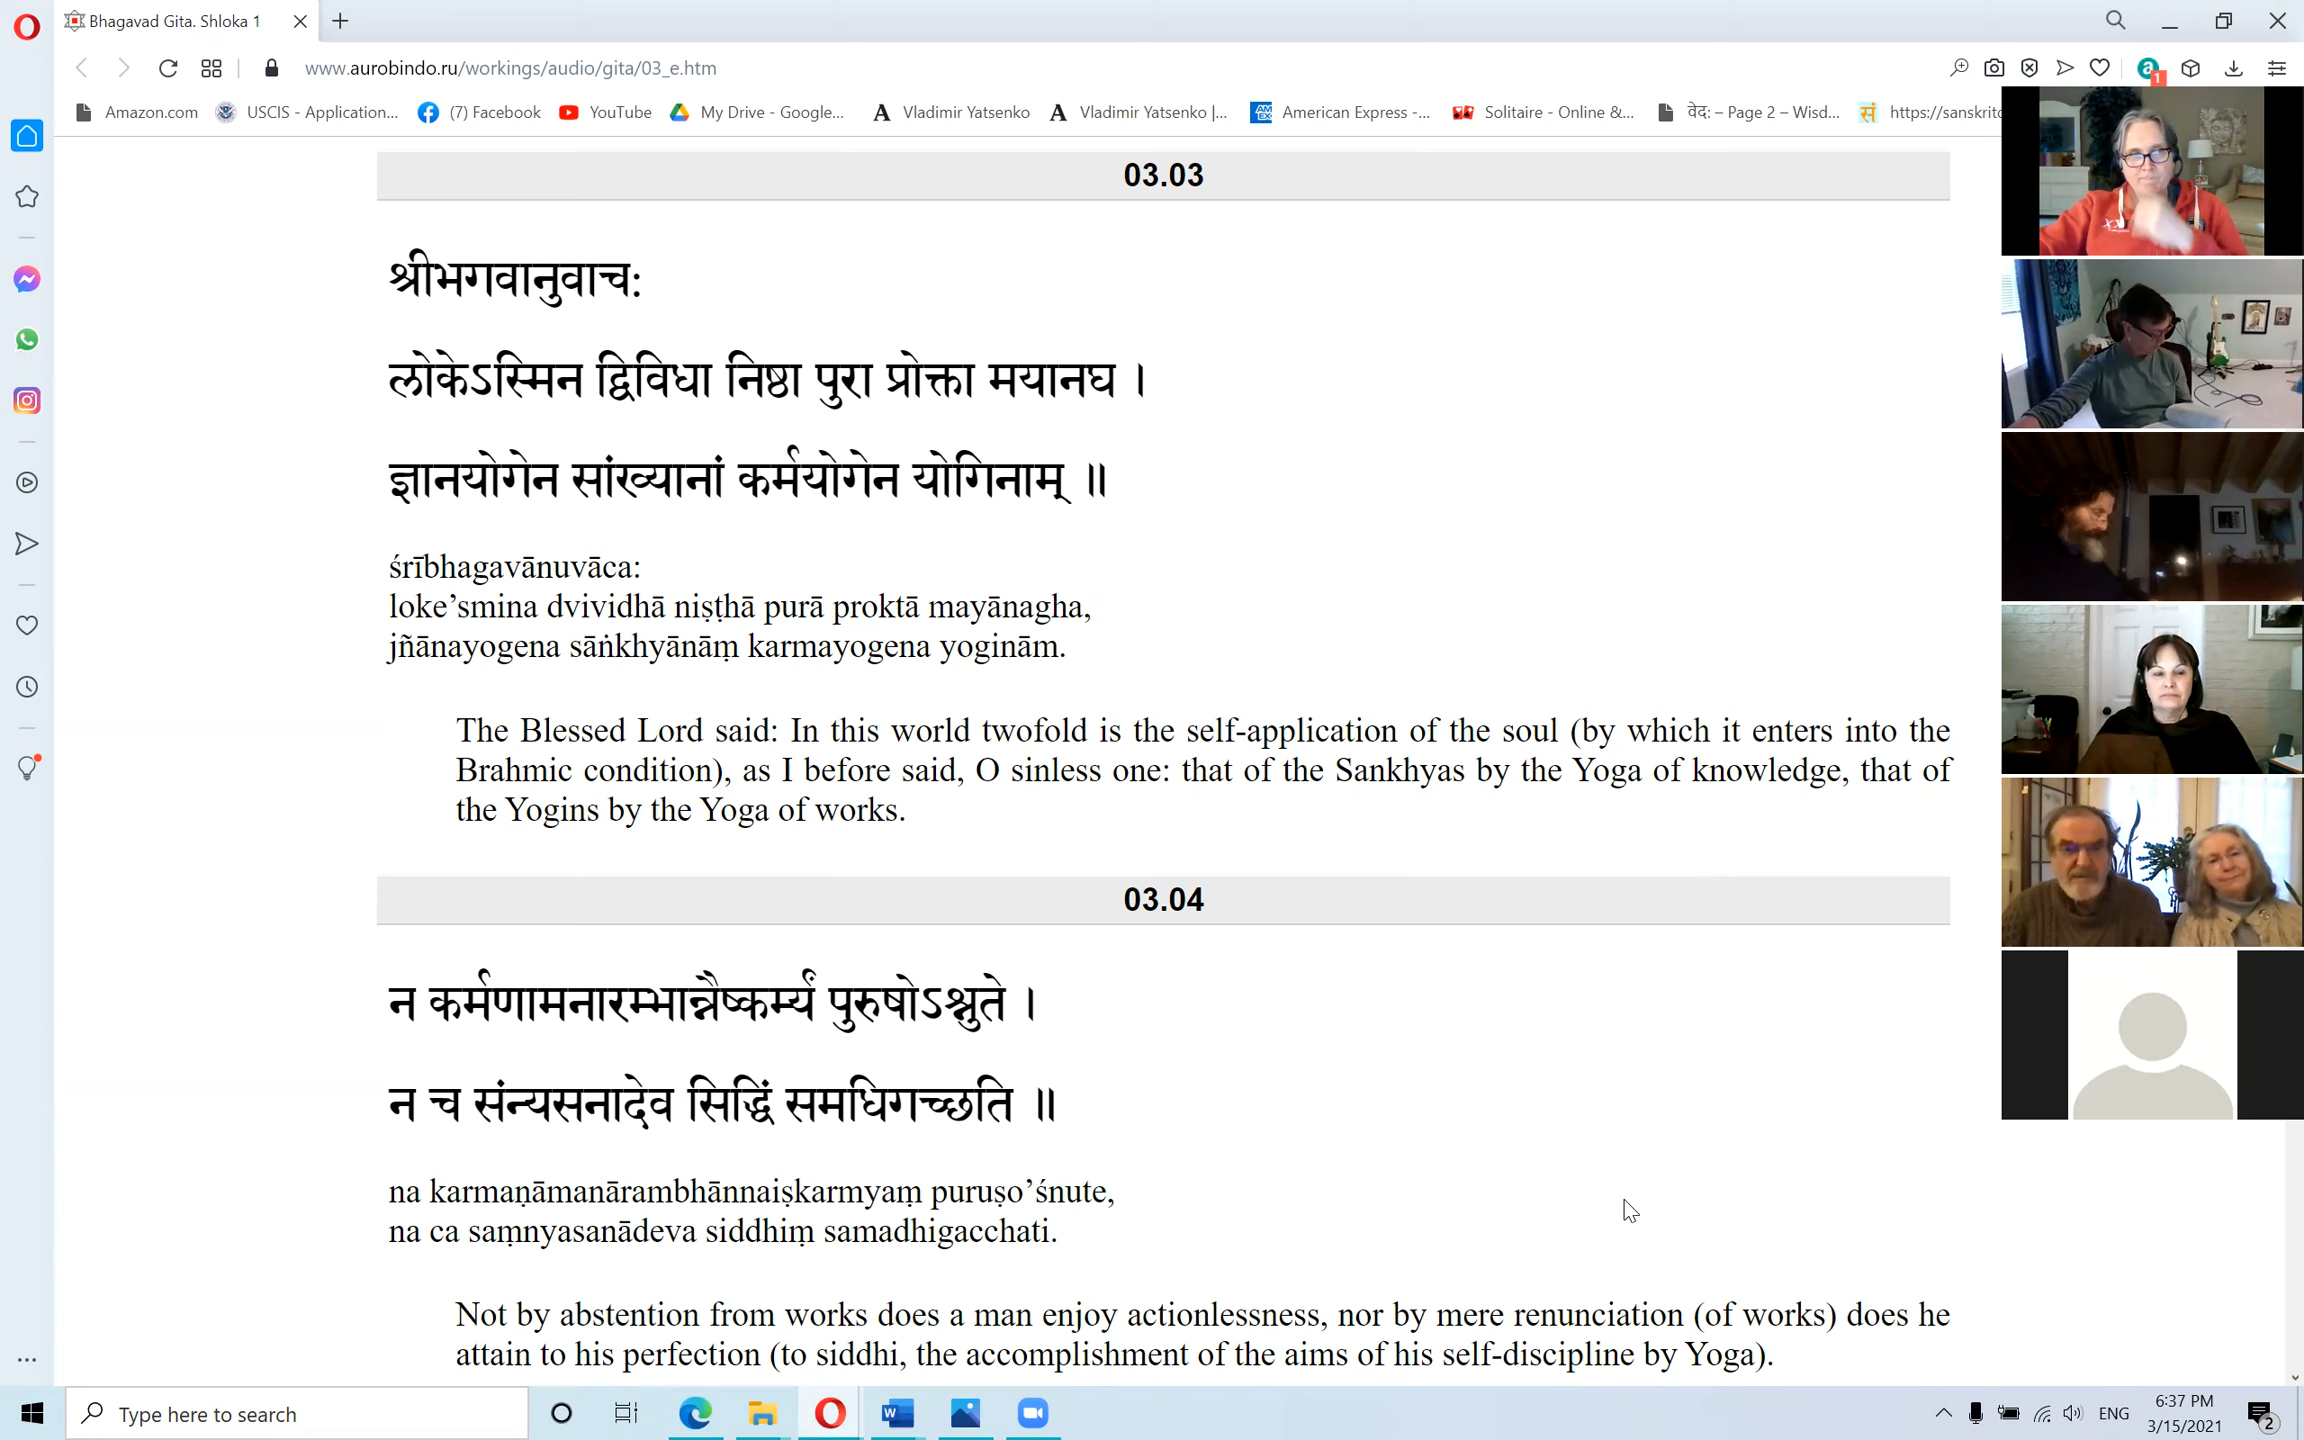 Bhagavad Gita. Shloka 1
www.aurobindo.ru/workings/audio/gita/03_e.htm
1
Amazon.com
USCIS - Application...
(7) Facebook
YouTube
My Drive - Google...
Vladimir Yatsenko
Vladimir Yatsenko |...
American Express -...
Solitaire - Online &...
वेद: – Page 2 – Wisd...
https://sanskritd
03.03
श्रीभगवानुवाच:
लोकेऽस्मिन द्विविधा निष्ठा पुरा प्रोक्ता मयानघ ।
ज्ञानयोगेन सांख्यानां कर्मयोगेन योगिनाम् ॥
śrībhagavānuvāca:
loke’smina dvividhā niṣṭhā purā proktā mayānagha,
jñānayogena sāṅkhyānāṃ karmayogena yoginām.
The Blessed Lord said: In this world twofold is the self-application of the soul (by which it enters into the
Brahmic condition), as I before said, O sinless one: that of the Sankhyas by the Yoga of knowledge, that of
the Yogins by the Yoga of works.
03.04
न कर्मणामनारम्भान्नैष्कर्म्यं पुरुषोऽश्नुते ।
न च संन्यसनादेव सिद्धिं समधिगच्छति ॥
na karmaṇāmanārambhānnaiṣkarmyaṃ puruṣo’śnute,
na ca saṃnyasanādeva siddhiṃ samadhigacchati.
Not by abstention from works does a man enjoy actionlessness, nor by mere renunciation (of works) does he
attain to his perfection (to siddhi, the accomplishment of the aims of his self-discipline by Yoga).
Type here to search
ENG
6:37 PM
3/15/2021
2